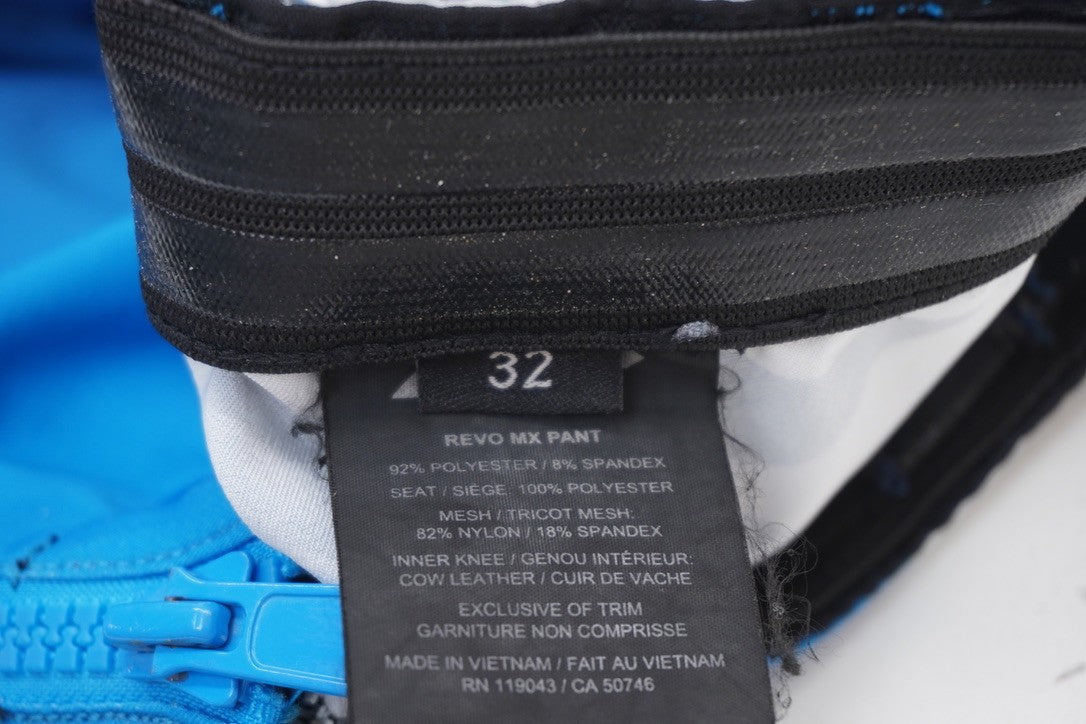 32
REVO MX PANT
92% POLYESTER / 8% SPANDEX
SEAT / SIÈGE: 100% POLYESTER
MESH / TRICOT MESH:
82% NYLON / 18% SPANDEX
INNER KNEE / GENOU INTÉRIEUR:
COW LEATHER / CUIR DE VACHE
EXCLUSIVE OF TRIM
GARNITURE NON COMPRISSE
MADE IN VIETNAM / FAIT AU VIETNAM
RN 119043 / CA 50746